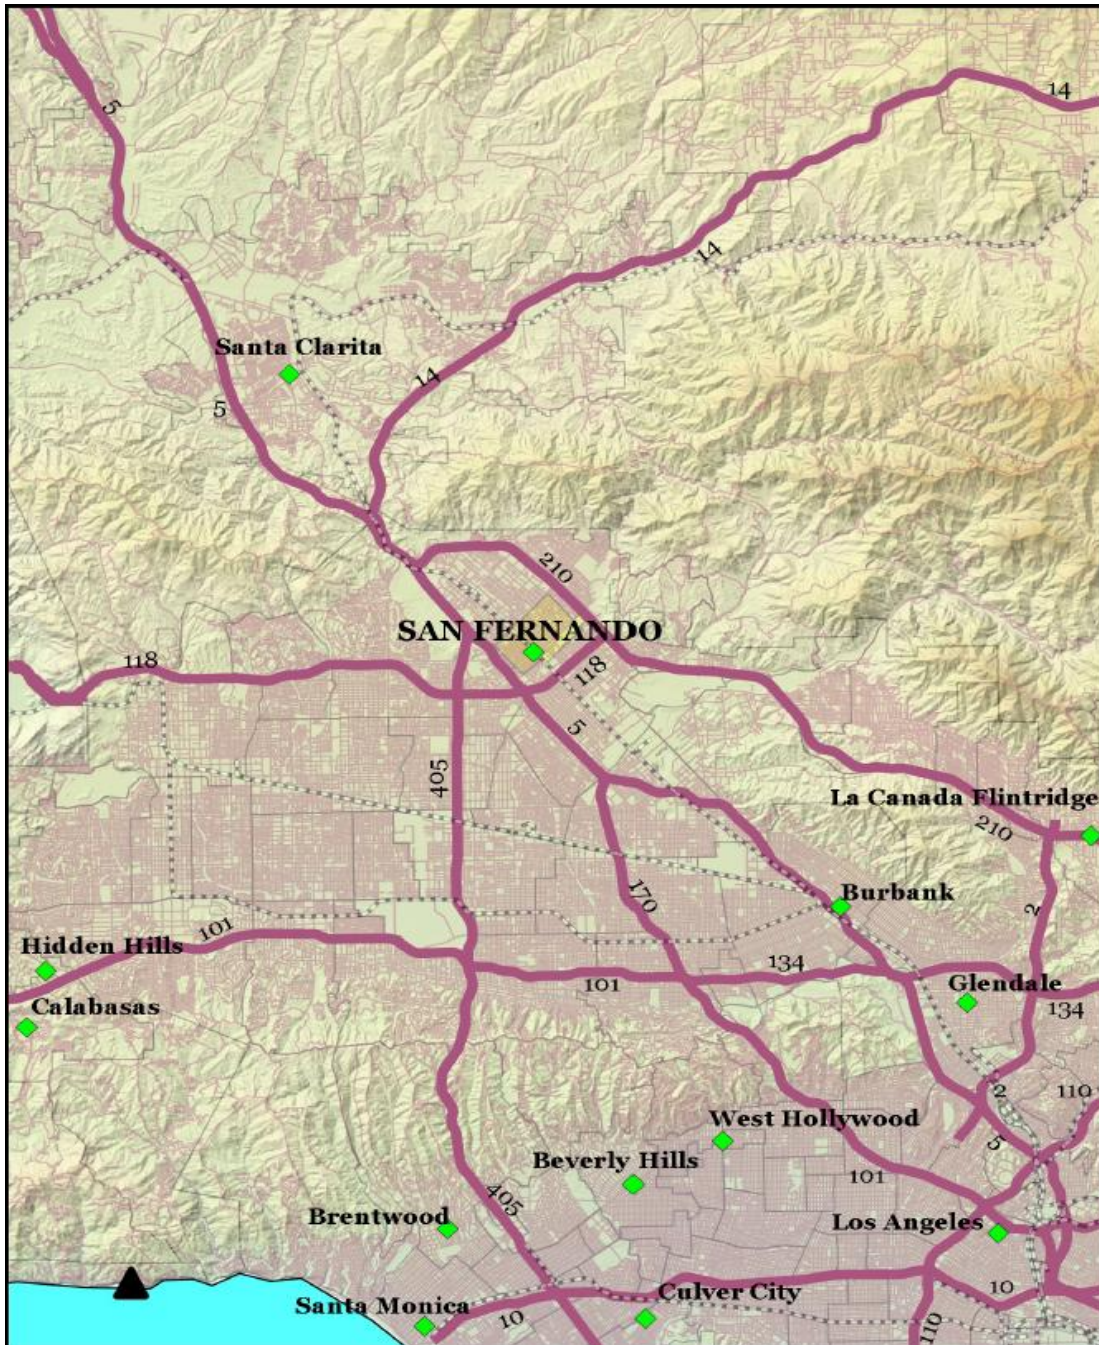 5
14
14
Santa Clarita
14
5
210
SAN FERNANDO
118
118
5
405
La Canada Flintridge
210
170
Burbank
2
101
Hidden Hills
134
101
Glendale
Calabasas
134
2
110
West Hollywood
5
Beverly Hills
101
405
Brentwood
Los Angeles
Culver City
10
Santa Monica
10
110